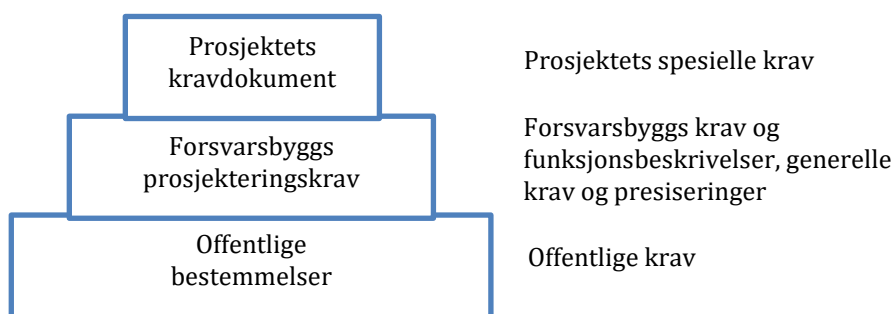 Prosjektets
kravdokument
Prosjektets spesielle krav
Forsvarsbyggs
prosjekteringskrav
Forsvarsbyggs krav og
funksjonsbeskrivelser, generelle
krav og presiseringer
Offentlige
bestemmelser
Offentlige krav